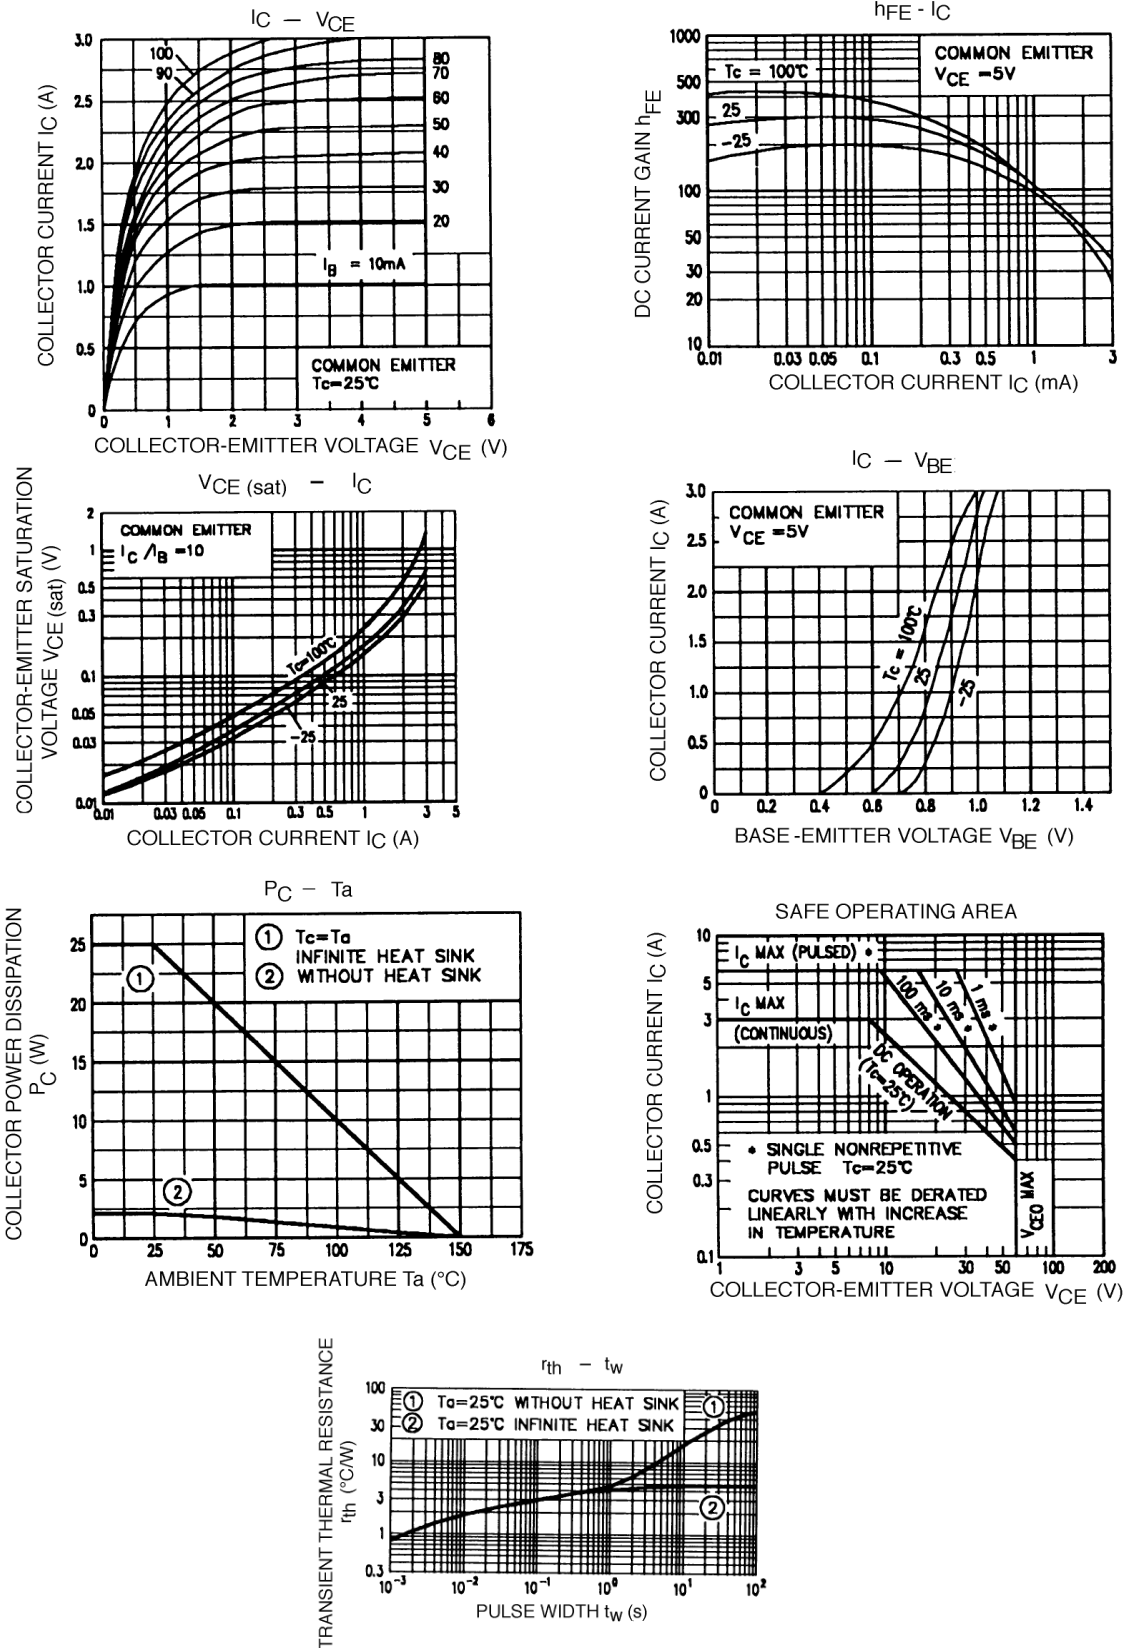 IC – VCE
COLLECTOR CURRENT IC (A)
3.0
2.5
2.0
1.5
1.0
0.5
0
100
90
80
70
60
50
40
30
20
IB = 10mA
COMMON EMITTER
Tc=25℃
0 1 2 3 4 5 6
COLLECTOR-EMITTER VOLTAGE VCE (V)
hFE - IC
DC CURRENT GAIN hFE
1000
500
300
100
50
30
20
10
COMMON EMITTER
VCE =5V
Tc = 100℃
25
-25
0.01 0.03 0.05 0.1 0.3 0.5 1 3
COLLECTOR CURRENT IC (mA)
VCE (sat) – IC
COLLECTOR-EMITTER SATURATION
VOLTAGE VCE (sat) (V)
2
1
0.5
0.3
0.1
0.05
0.03
0.01
COMMON EMITTER
IC /IB =10
Tc=100℃
25
-25
0.01 0.03 0.05 0.1 0.3 0.5 1 3 5
COLLECTOR CURRENT IC (A)
IC – VBE
COLLECTOR CURRENT IC (A)
3.0
2.5
2.0
1.5
1.0
0.5
0
COMMON EMITTER
VCE =5V
Tc = 100℃
25
-25
0 0.2 0.4 0.6 0.8 1.0 1.2 1.4
BASE -EMITTER VOLTAGE VBE (V)
PC – Ta
COLLECTOR POWER DISSIPATION
PC (W)
25
20
15
10
5
0
① Tc=Ta
INFINITE HEAT SINK
② WITHOUT HEAT SINK
①
②
0 25 50 75 100 125 150 175
AMBIENT TEMPERATURE Ta (°C)
SAFE OPERATING AREA
COLLECTOR CURRENT IC (A)
10
5
3
1
0.5
0.3
0.1
IC MAX (PULSED) *
IC MAX
(CONTINUOUS)
100 ms *
10 ms *
1 ms *
DC OPERATION
(Tc=25℃)
* SINGLE NONREPETITIVE
PULSE Tc=25℃
CURVES MUST BE DERATED
LINEARLY WITH INCREASE
IN TEMPERATURE
VCEO MAX
1 3 5 10 30 50 100 200
COLLECTOR-EMITTER VOLTAGE VCE (V)
rth – tw
TRANSIENT THERMAL RESISTANCE
rth (°C/W)
100
30
10
3
1
0.3
① Ta=25℃ WITHOUT HEAT SINK
② Ta=25℃ INFINITE HEAT SINK
①
②
10⁻³ 10⁻² 10⁻¹ 10⁰ 10¹ 10²
PULSE WIDTH tw (s)